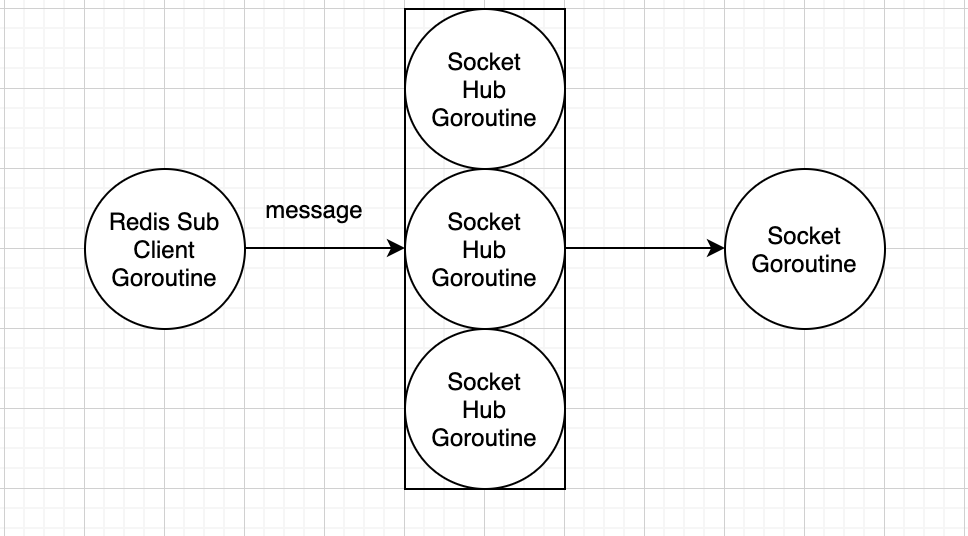 Socket
Hub
Goroutine
Redis Sub
Client
Goroutine
message
Socket
Hub
Goroutine
Socket
Goroutine
Socket
Hub
Goroutine